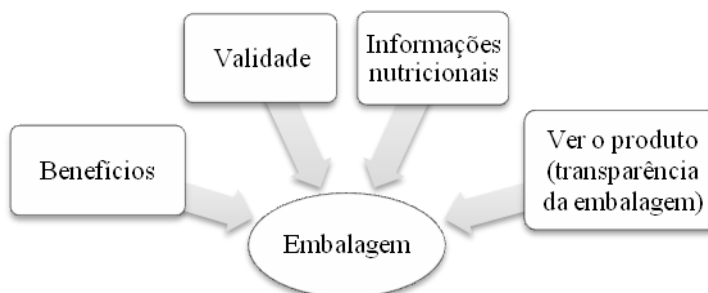 Benefícios
Validade
Informações
nutricionais
Ver o produto
(transparência
da embalagem)
Embalagem